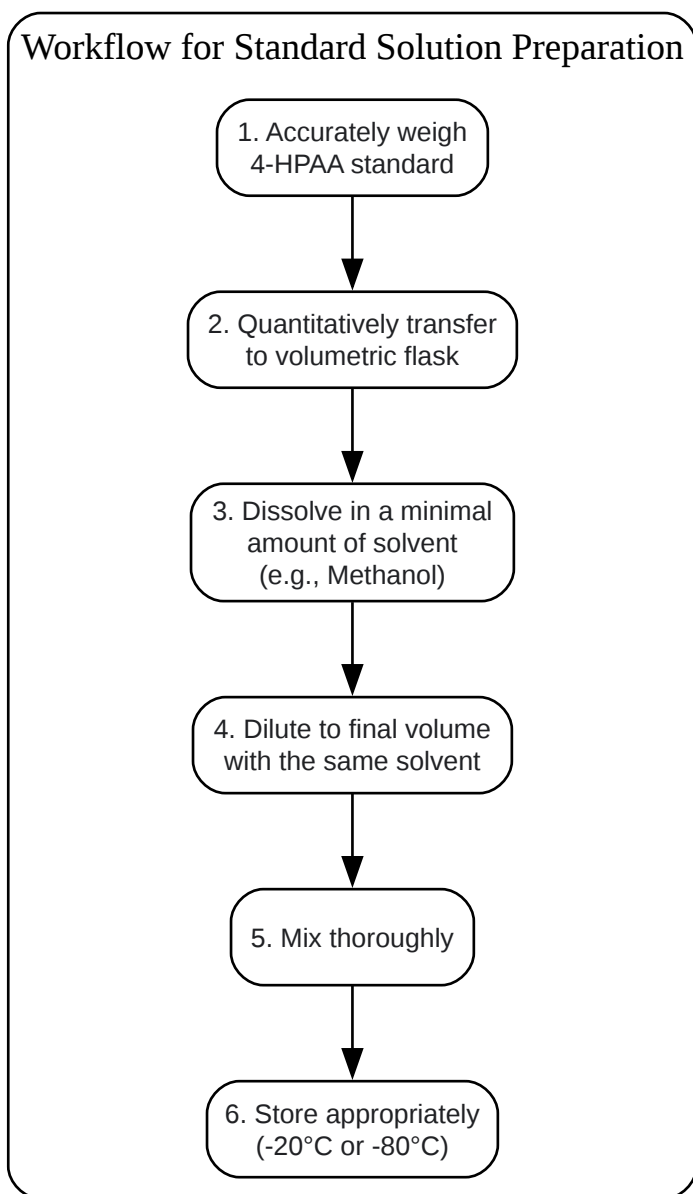 Workflow for Standard Solution Preparation
1. Accurately weigh
4-HPAA standard
2. Quantitatively transfer
to volumetric flask
3. Dissolve in a minimal
amount of solvent
(e.g., Methanol)
4. Dilute to final volume
with the same solvent
5. Mix thoroughly
6. Store appropriately
(-20°C or -80°C)